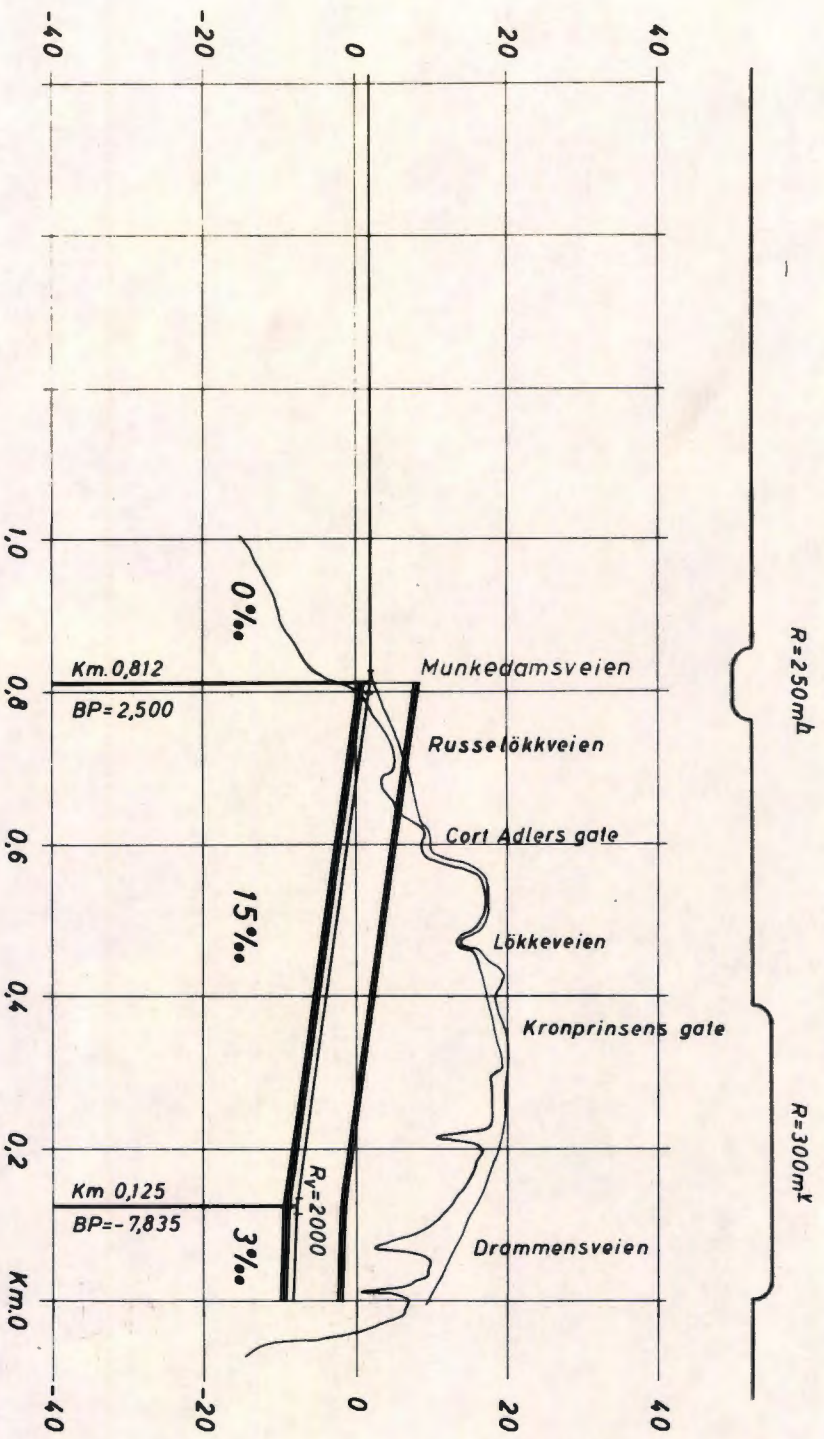 -40
-20
0
20
40
R=250mh
R=300mv
Munkedamsveien
Russelökkveien
Cort Adlers gate
Lökkeveien
Kronprinsens gate
Drammensveien
Km. 0,812
BP=2,500
Km 0,125
BP=-7,835
0‰
15‰
3‰
Rv=2000
1,0
0,8
0,6
0,4
0,2
Km.0
-40
-20
0
20
40